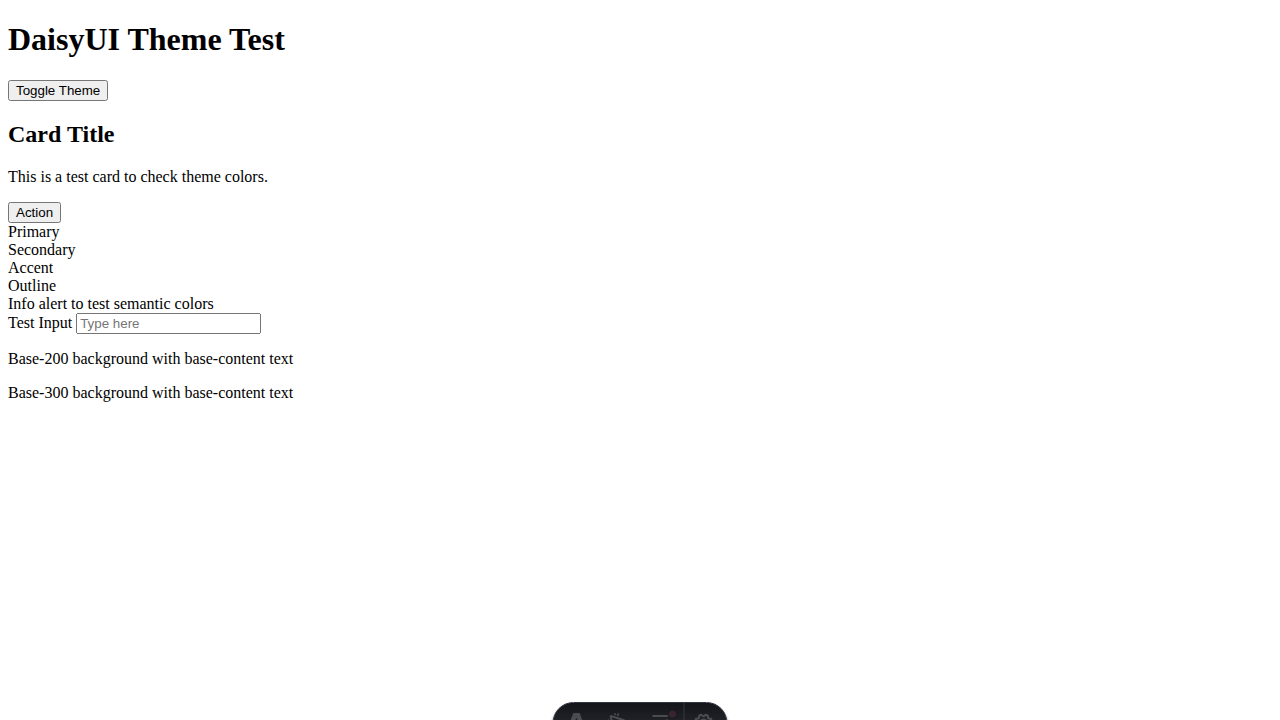 DaisyUI Theme Test
Toggle Theme
Card Title
This is a test card to check theme colors.
Action
Primary
Secondary
Accent
Outline
Info alert to test semantic colors
Test Input Type here
Base-200 background with base-content text
Base-300 background with base-content text